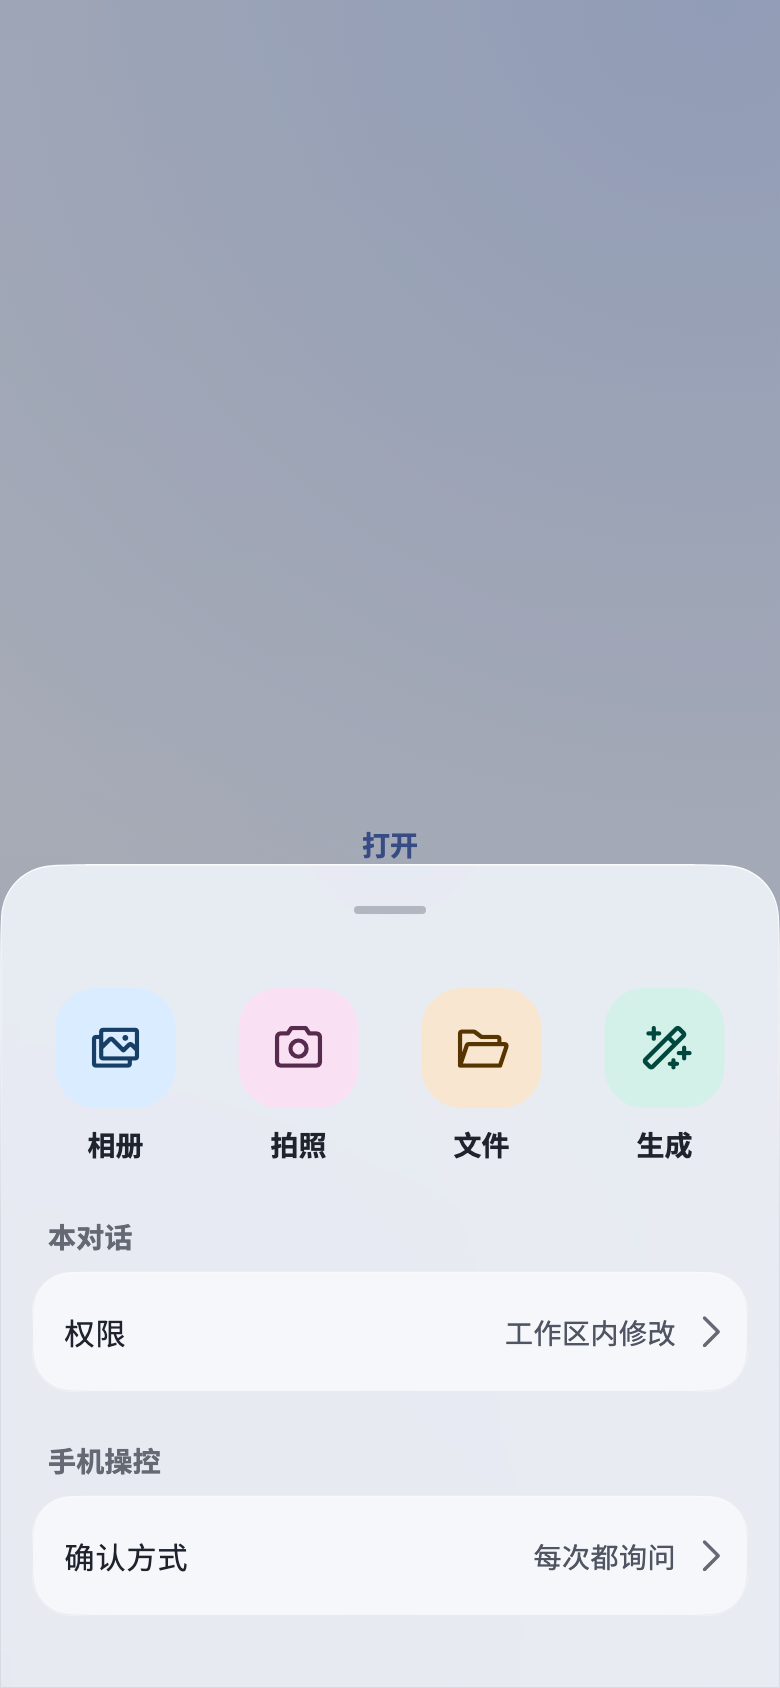 打开
相册
拍照
文件
生成
本对话
权限
工作区内修改
手机操控
确认方式
每次都询问